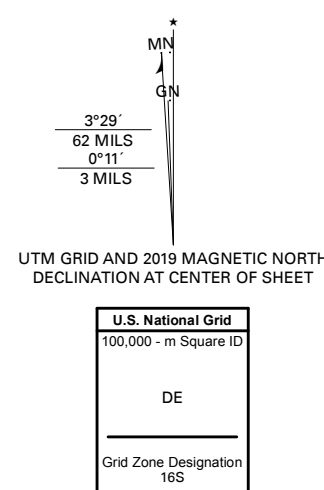 ★
MN
GN
3°29´
62 MILS
0°11´
3 MILS
UTM GRID AND 2019 MAGNETIC NORTH
DECLINATION AT CENTER OF SHEET
U.S. National Grid
100,000 - m Square ID
DE
Grid Zone Designation
16S